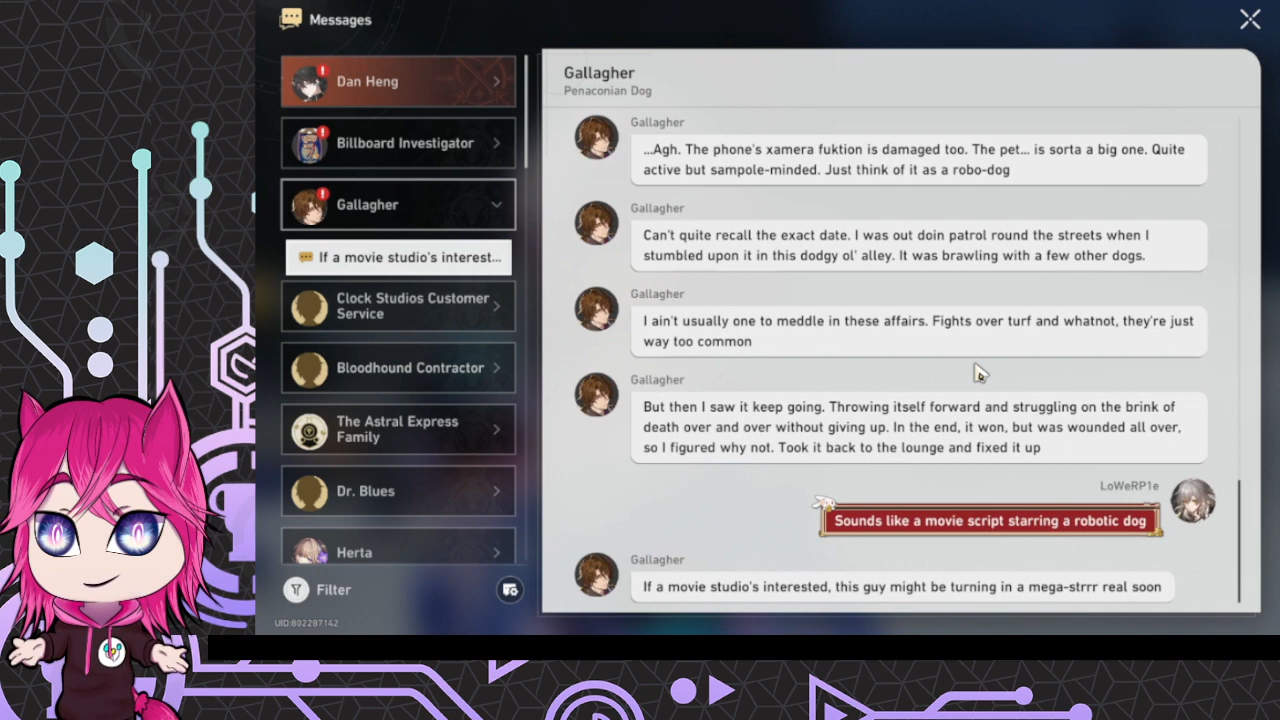 Messages
Dan Heng
Billboard Investigator
Gallagher
If a movie studio's interest...
Clock Studios Customer
Service
Bloodhound Contractor
The Astral Express
Family
Dr. Blues
Herta
Filter
UID:802287142
Gallagher
Penaconian Dog
Gallagher
...Agh. The phone's xamera fuktion is damaged too. The pet... is sorta a big one. Quite
active but sampole-minded. Just think of it as a robo-dog
Gallagher
Can't quite recall the exact date. I was out doin patrol round the streets when I
stumbled upon it in this dodgy ol' alley. It was brawling with a few other dogs.
Gallagher
I ain't usually one to meddle in these affairs. Fights over turf and whatnot, they're just
way too common
Gallagher
But then I saw it keep going. Throwing itself forward and struggling on the brink of
death over and over without giving up. In the end, it won, but was wounded all over,
so I figured why not. Took it back to the lounge and fixed it up
LoWeRP1e
Sounds like a movie script starring a robotic dog
Gallagher
If a movie studio's interested, this guy might be turning in a mega-strrr real soon